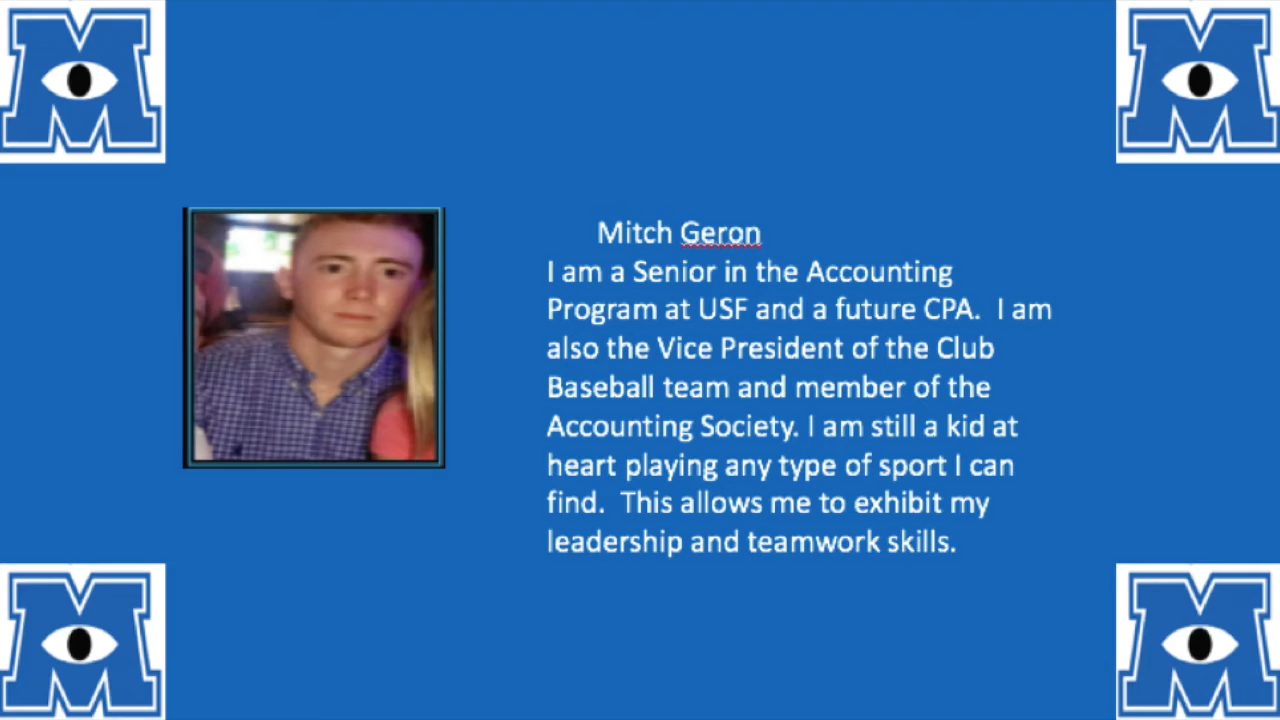 Mitch Geron
I am a Senior in the Accounting
Program at USF and a future CPA.  I am
also the Vice President of the Club
Baseball team and member of the
Accounting Society. I am still a kid at
heart playing any type of sport I can
find.  This allows me to exhibit my
leadership and teamwork skills.